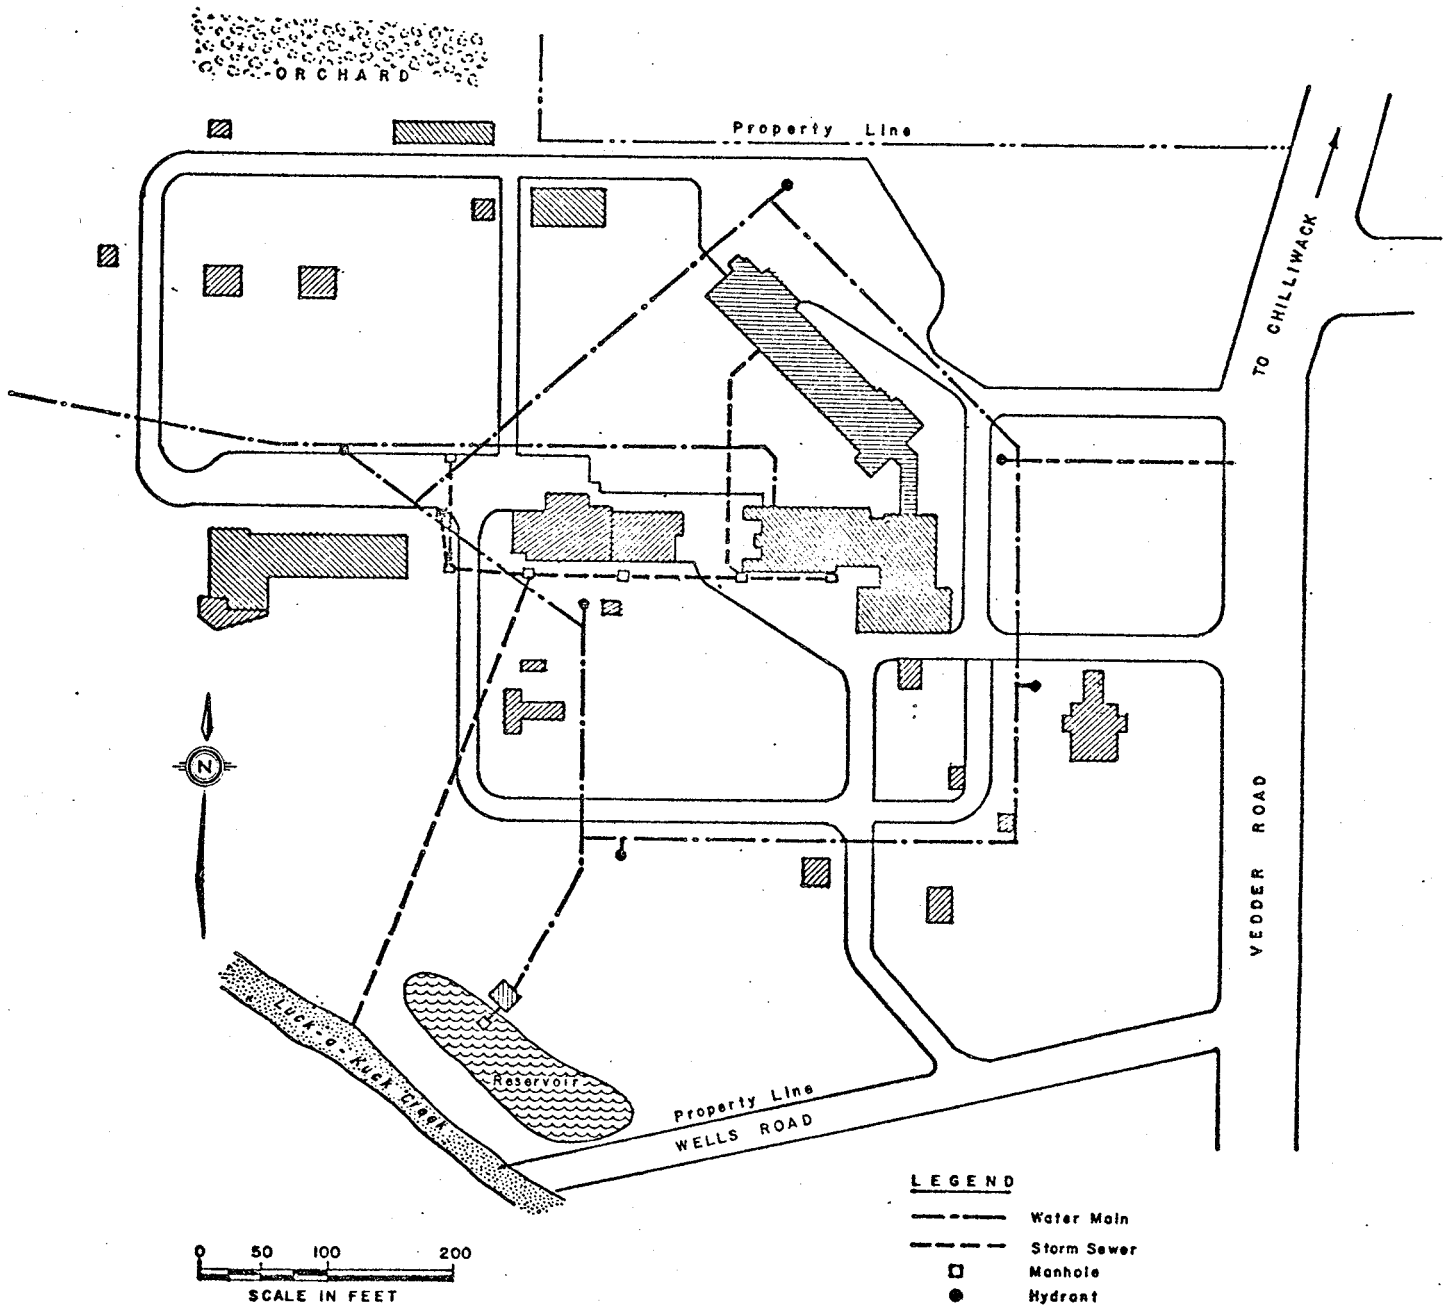 ORCHARD
Property Line
TO CHILLIWACK
N
VEDDER ROAD
Luck-a-Kuck Creek
Reservoir
Property Line
WELLS ROAD
LEGEND
Water Main
Storm Sewer
Manhole
Hydrant
0 50 100 200
SCALE IN FEET